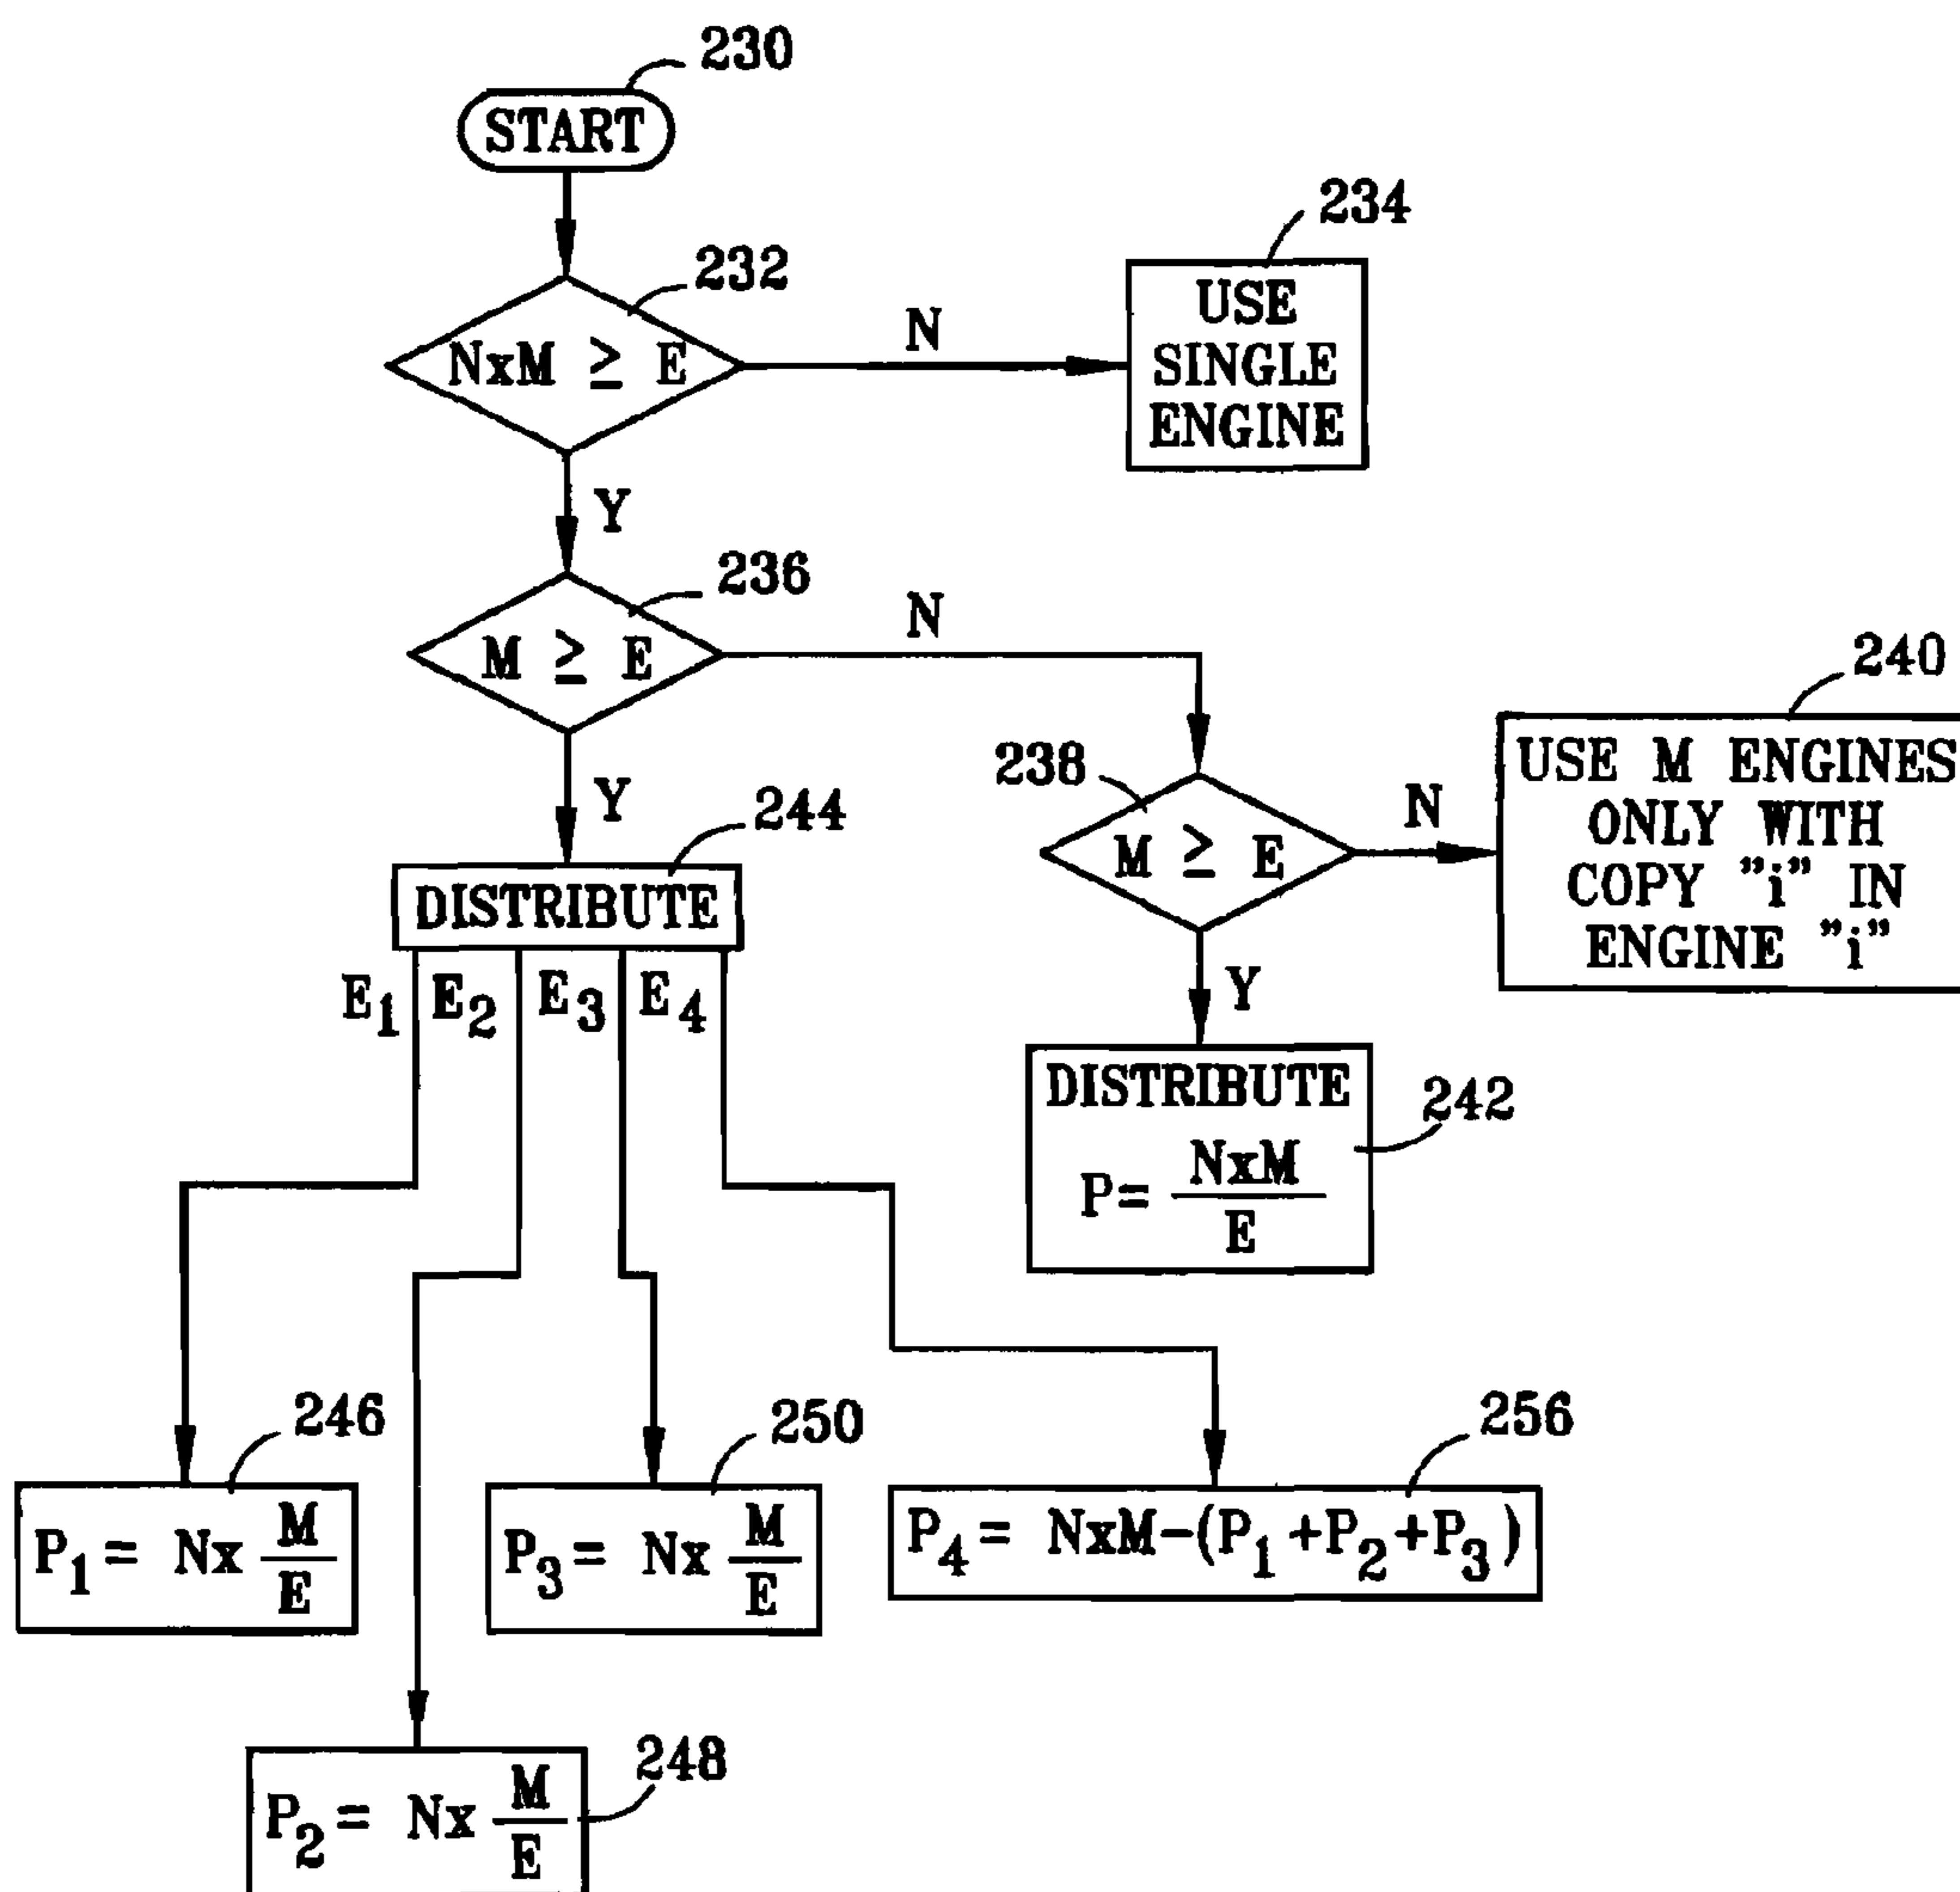 230
START
232
NxM ≥ E
N
234
USE
SINGLE
ENGINE
Y
236
M ≥ E
N
238
M ≥ E
N
240
USE M ENGINES
ONLY WITH
COPY "i" IN
ENGINE "i"
Y
244
DISTRIBUTE
E1 E2 E3 E4
Y
DISTRIBUTE
P= NxM
E
242
246
P1 = Nx M
E
250
P3 = Nx M
E
256
P4 = NxM-(P1+P2+P3)
248
P2 = Nx M
E